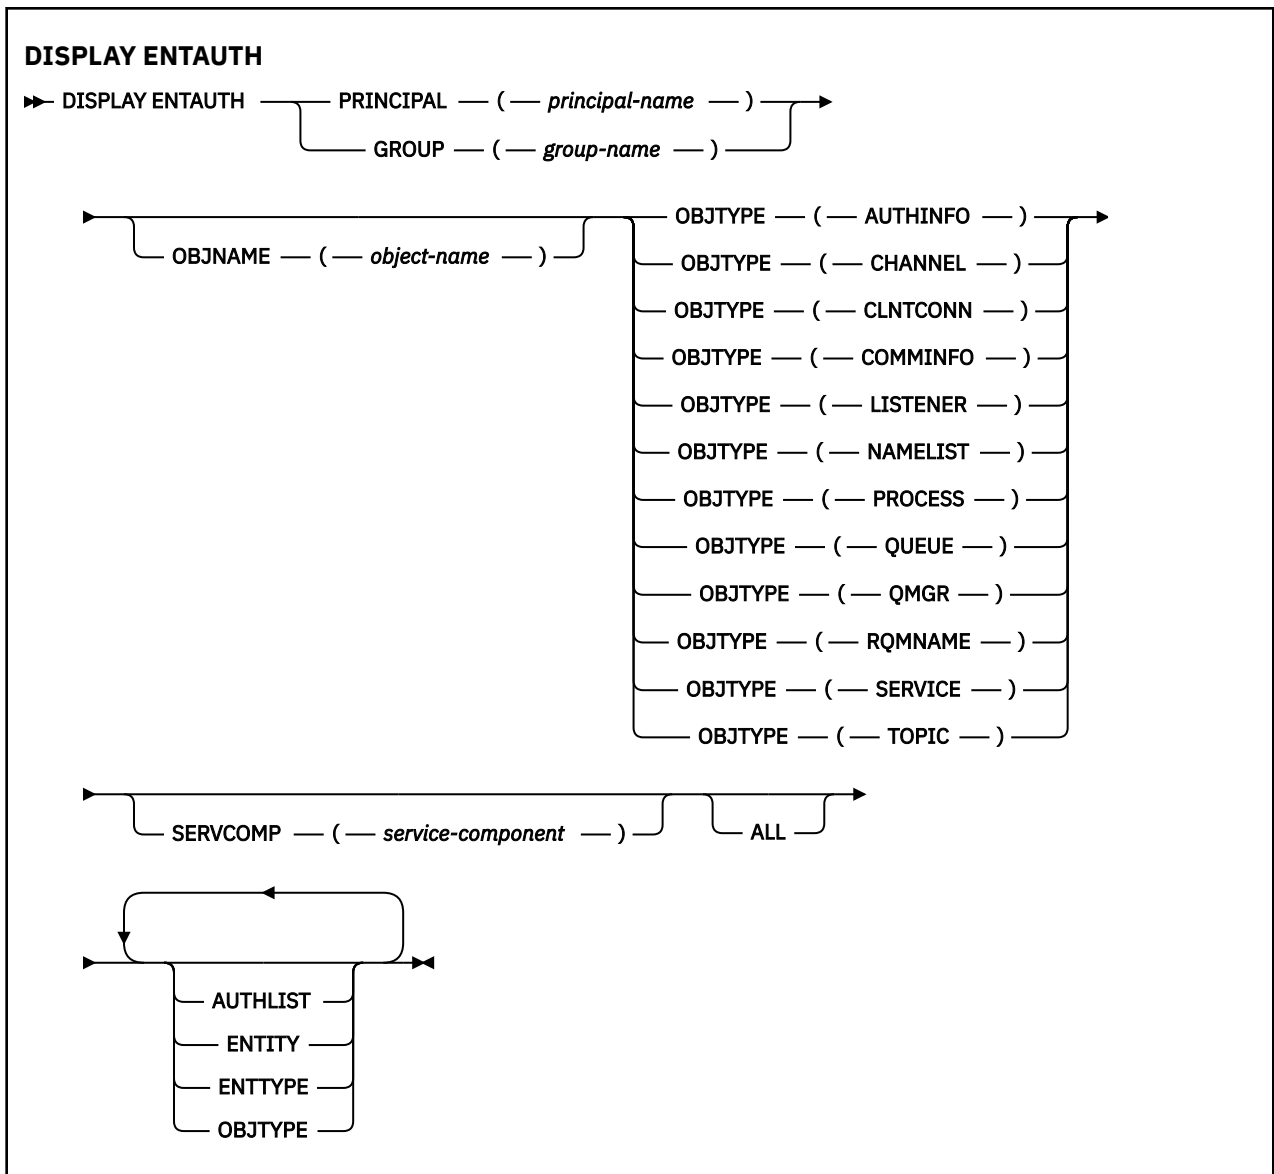 DISPLAY ENTAUTH
DISPLAY ENTAUTH PRINCIPAL ( principal-name )
GROUP ( group-name )
OBJTYPE ( AUTHINFO )
OBJNAME ( object-name )
OBJTYPE ( CHANNEL )
OBJTYPE ( CLNTCONN )
OBJTYPE ( COMMINFO )
OBJTYPE ( LISTENER )
OBJTYPE ( NAMELIST )
OBJTYPE ( PROCESS )
OBJTYPE ( QUEUE )
OBJTYPE ( QMGR )
OBJTYPE ( RQMNAME )
OBJTYPE ( SERVICE )
OBJTYPE ( TOPIC )
SERVCOMP ( service-component ) ALL
AUTHLIST
ENTITY
ENTTYPE
OBJTYPE